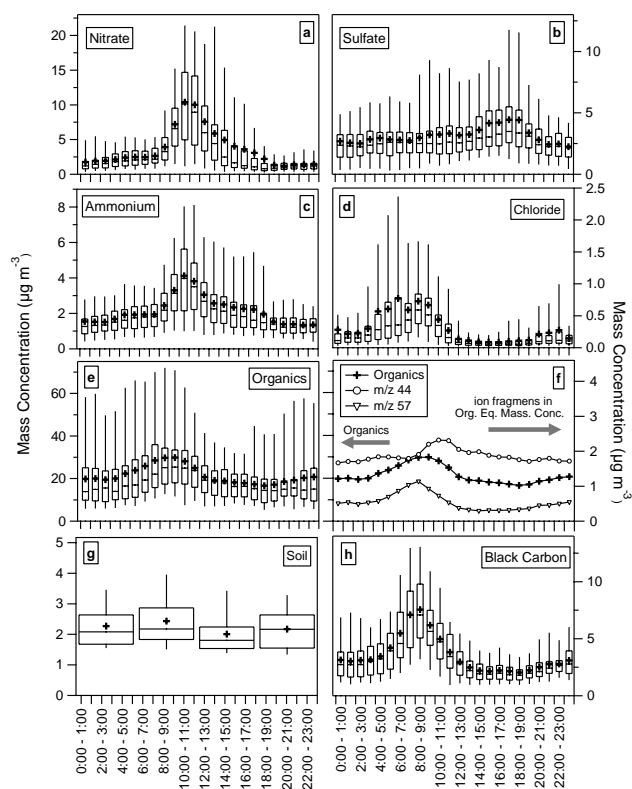 Nitrate
a
20
15
10
5
0
Sulfate
b
10
5
0
Ammonium
c
8
6
4
2
0
d
Chloride
2.5
2.0
1.5
1.0
0.5
0.0
e
Organics
60
40
20
0
Organics
m/z 44
m/z 57
f
ion fragmens in
Org. Eq. Mass. Conc.
Organics
4
3
2
1
0
g
Soil
5
4
3
2
1
0
h
Black Carbon
10
5
0
Mass Concentration (µg m-3)
Mass Concentration (µg m-3)
0:00 - 1:00
2:00 - 3:00
4:00 - 5:00
6:00 - 7:00
8:00 - 9:00
10:00 - 11:00
12:00 - 13:00
14:00 - 15:00
16:00 - 17:00
18:00 - 19:00
20:00 - 21:00
22:00 - 23:00
0:00 - 1:00
2:00 - 3:00
4:00 - 5:00
6:00 - 7:00
8:00 - 9:00
10:00 - 11:00
12:00 - 13:00
14:00 - 15:00
16:00 - 17:00
18:00 - 19:00
20:00 - 21:00
22:00 - 23:00